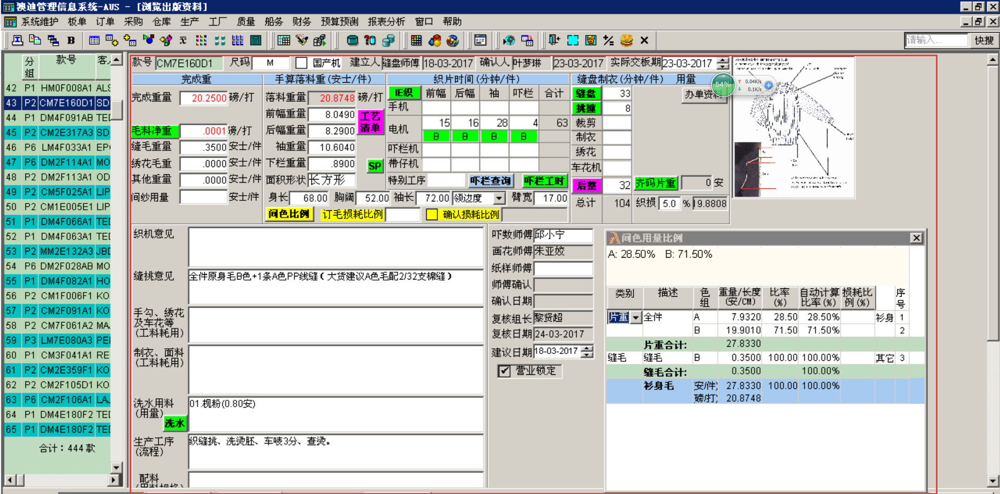 澳迪管理信息系统-AUS - [浏览出版资料]
系统维护 板单 订单 采购 仓库 生产 工厂 质量 船务 财务 预算预测 报表分析 窗口 帮助
请输入... 快搜
分组 款号 客
42 P1 HM0F008A1 ALS
43 P2 CM7E160D1 SD
44 P1 DM4F091AB TED
45 P2 CM2E317A3 SD
46 P6 LM4F033A1 EP
47 P6 DM2F114A1 MO
48 P2 DM2F113A1 OD
49 P2 CM5F025A1 LIP
50 P2 CM1E005E1 LIP
51 P1 DM4F066A1 TED
52 P1 DM4F063A1 TED
53 P2 MM2E132A3 JBD
54 P6 DM2F028AB MO
55 P1 DM4F082A1 HO
56 P2 CM1F006F1 KO
57 P2 CM2F091A1 KO
58 P2 CM7F061A2 MA
59 P3 LM7E080A3 PEI
60 P1 CM3F041A1 RE
61 P2 CM2E359F1 KO
62 P2 CM2F105D1 KO
63 P6 CM2F106A1 LA
64 P1 DM4E180F2 TED
65 P1 DM4E180F2 TED
合计：444 款
款号 CM7E160D1 尺码 M 国产机 建立人 缝盘师傅 18-03-2017 确认人 叶梦琳 23-03-2017 实际交板期 23-03-2017
完成重 手算落料重(安士/件) 织片时间(分钟/件) 缝盘制衣(分钟/件) 用量
54% 0.04K/s 0.1K/s
办单资料
完成重量 20.2500 磅/打
毛料净重 .0001 磅/打
缝毛重量 .3500 安士/件
绣花毛重 .0000 安士/件
其他重量 .0000 安士/件
间纱用量 安士/件
落料重量 20.8748 磅/打
前幅重量 8.0490
后幅重量 8.2900
袖重量 10.6040
下栏重量 .8900
面积形状 长方形
工艺清单
SP
IE织 前幅 后幅 袖 吓栏 合计
手机
电机 15 16 28 4 63
B B B B
吓栏机
带仔机
特别工序 吓栏查询 吓栏工时
缝盘 33
挑撞 8
裁剪
制衣
绣花
车花机
后整 32
总计 104
齐码片重 0 安
织损 5.0 % 19.8808
身长 68.00 胸阔 52.00 袖长 72.00 领边度 臂宽 17.00
间色比例 订毛损耗比例 确认损耗比例
织机意见
缝挑意见 全件原身毛B色+1条A色PP线缝（大货建议A色毛配2/32支棉缝）
手勾、绣花及车花等(工料耗用)
制衣、面料(工料耗用)
洗水用料(用量) 01.枧粉(0.80安)
洗水
生产工序(流程) 织缝挑、洗烫胚、车唛3分、查烫。
配料
吓数师傅 邱小宁
画花师傅 朱亚姣
纸样师傅
师傅确认
确认日期
复核组长 黎贤超
复核日期 24-03-2017
建议日期 18-03-2017
营业锁定
间色用量比例
A: 28.50% B: 71.50%
类别 描述 色组 重量/长度(安/CM) 比率(%) 自动计算比率(%) 损耗比例(%) 序号
片重 全件 A 7.9320 28.50 28.50% 衫身 1
B 19.9010 71.50 71.50% 2
片重合计: 27.8330
缝毛 缝毛 B 0.3500 100.00 100.00% 其它 3
缝毛合计: 0.3500 100.00%
衫身毛 安/件 27.8330 100.00 100.00%
磅/打 20.8748